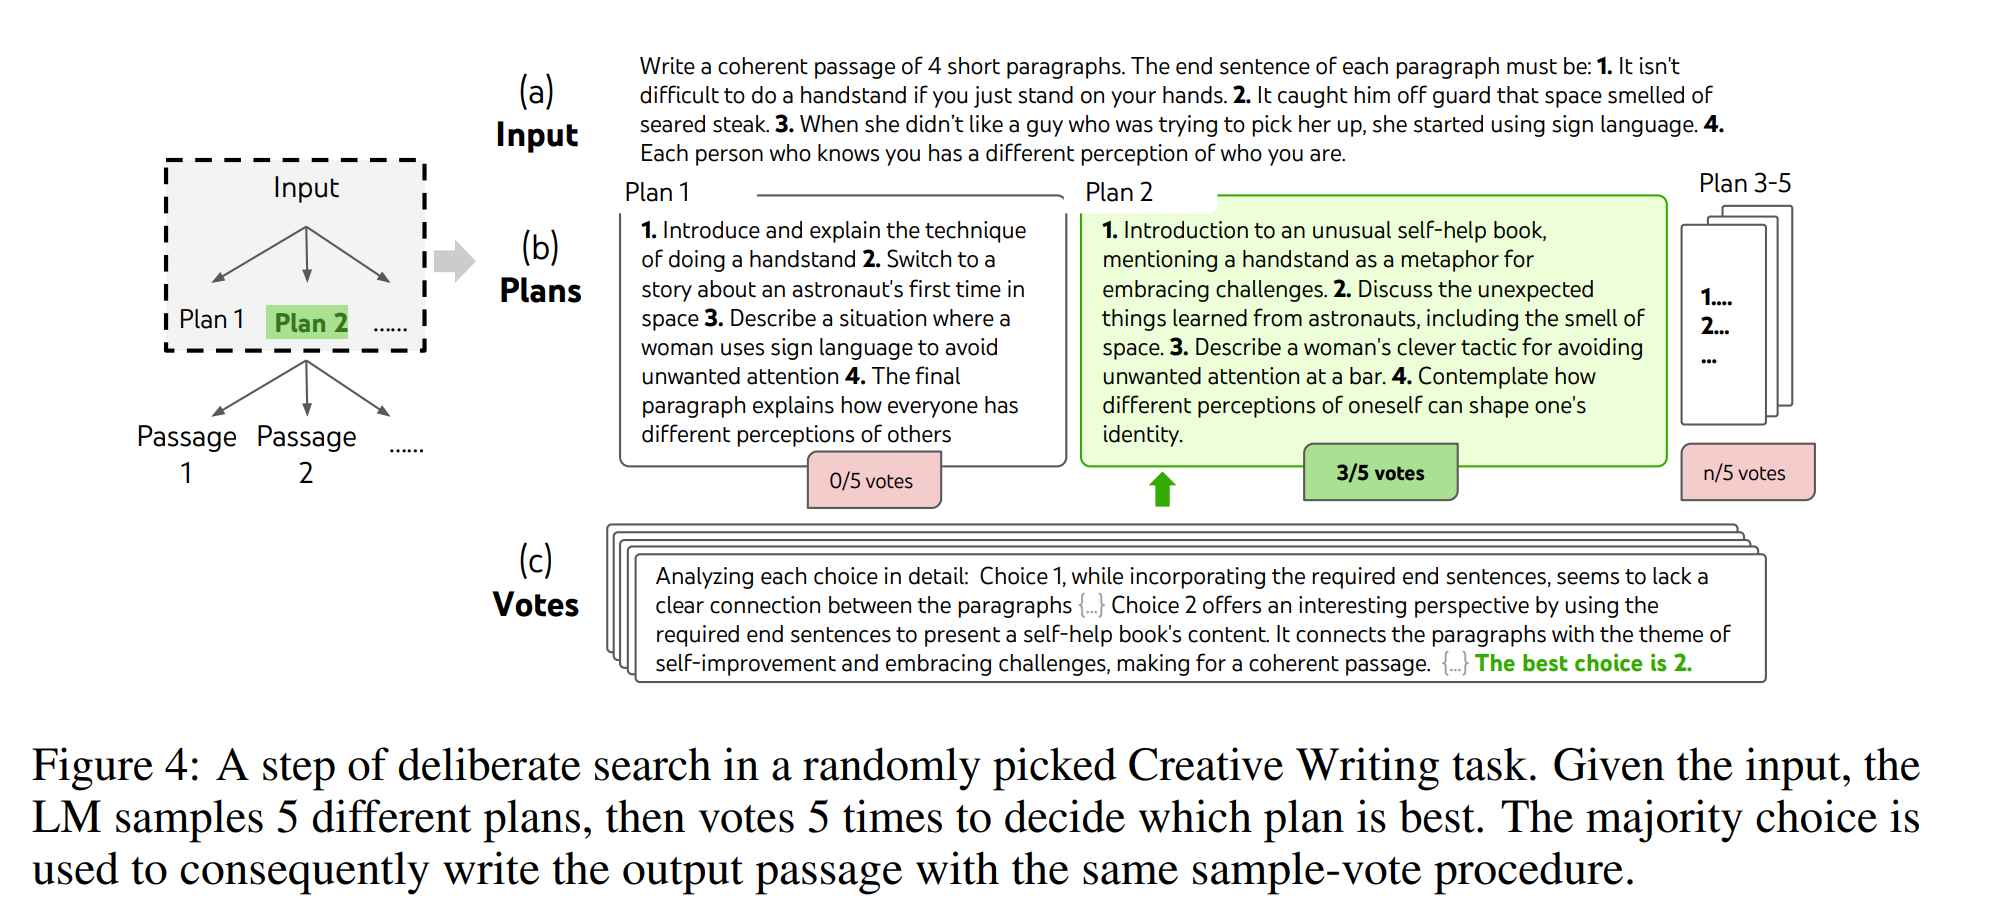 Input
Plan 1
Plan 2
......
Passage
1
Passage
2
......
(a)
Input
Write a coherent passage of 4 short paragraphs. The end sentence of each paragraph must be: 1. It isn't
difficult to do a handstand if you just stand on your hands. 2. It caught him off guard that space smelled of
seared steak. 3. When she didn't like a guy who was trying to pick her up, she started using sign language. 4.
Each person who knows you has a different perception of who you are.
(b)
Plans
Plan 1
1. Introduce and explain the technique
of doing a handstand 2. Switch to a
story about an astronaut's first time in
space 3. Describe a situation where a
woman uses sign language to avoid
unwanted attention 4. The final
paragraph explains how everyone has
different perceptions of others
0/5 votes
Plan 2
1. Introduction to an unusual self-help book,
mentioning a handstand as a metaphor for
embracing challenges. 2. Discuss the unexpected
things learned from astronauts, including the smell of
space. 3. Describe a woman's clever tactic for avoiding
unwanted attention at a bar. 4. Contemplate how
different perceptions of oneself can shape one's
identity.
3/5 votes
Plan 3-5
1....
2...
...
n/5 votes
(c)
Votes
Analyzing each choice in detail: Choice 1, while incorporating the required end sentences, seems to lack a
clear connection between the paragraphs {...} Choice 2 offers an interesting perspective by using the
required end sentences to present a self-help book's content. It connects the paragraphs with the theme of
self-improvement and embracing challenges, making for a coherent passage. {...} The best choice is 2.
Figure 4: A step of deliberate search in a randomly picked Creative Writing task. Given the input, the
LM samples 5 different plans, then votes 5 times to decide which plan is best. The majority choice is
used to consequently write the output passage with the same sample-vote procedure.